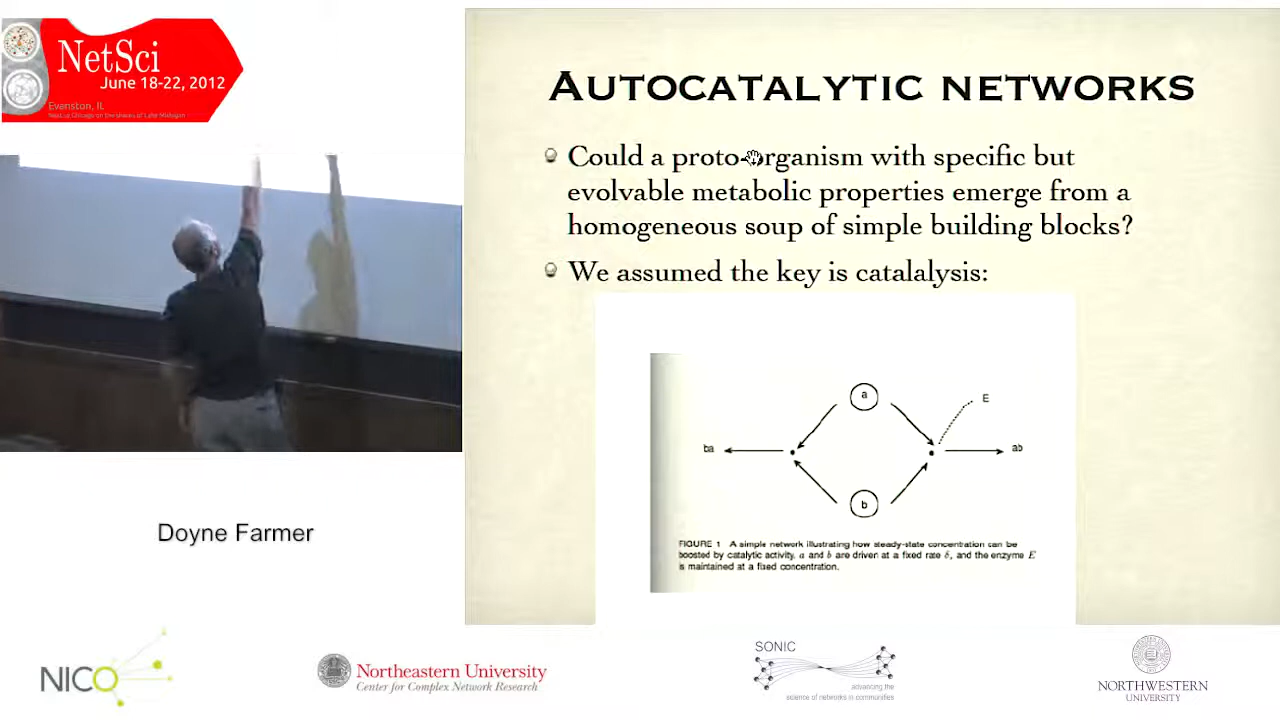 NetSci
June 18-22, 2012
Evanston, IL
AUTOCATALYTIC NETWORKS
Could a proto-organism with specific but
evolvable metabolic properties emerge from a
homogeneous soup of simple building blocks?
We assumed the key is catalalysis:
a
E
ba
ab
b
FIGURE 1 A simple network illustrating how steady-state concentration can be
boosted by catalytic activity. a and b are driven at a fixed rate δ, and the enzyme E
is maintained at a fixed concentration.
Doyne Farmer
NICO
Northeastern University
Center for Complex Network Research
SONIC
advancing the
science of networks in communities
NORTHWESTERN
UNIVERSITY